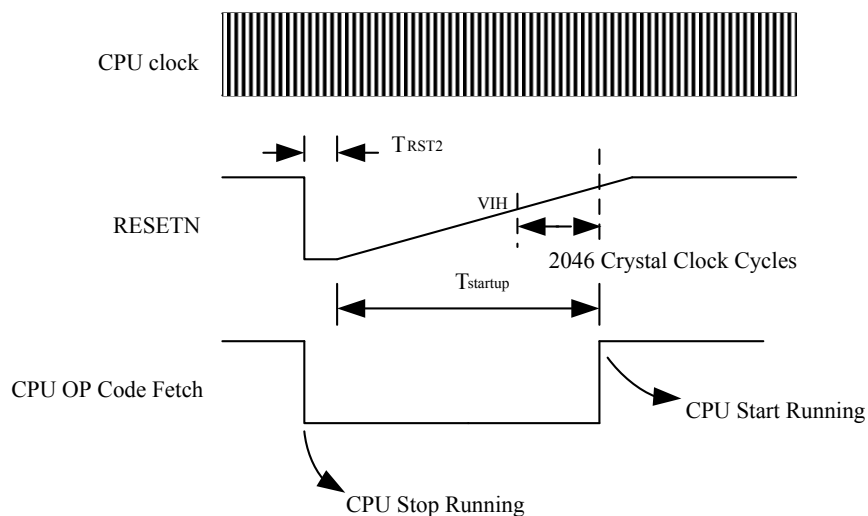 CPU clock
TRST2
VIH
RESETN
2046 Crystal Clock Cycles
Tstartup
CPU OP Code Fetch
CPU Start Running
CPU Stop Running